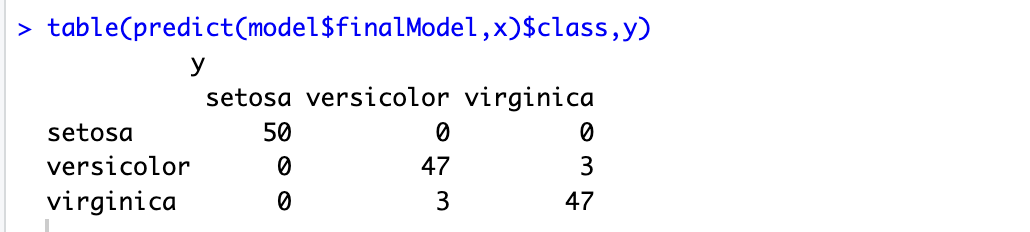 > table(predict(model$finalModel,x)$class,y)
y
setosa versicolor virginica
setosa 50 0 0
versicolor 0 47 3
virginica 0 3 47